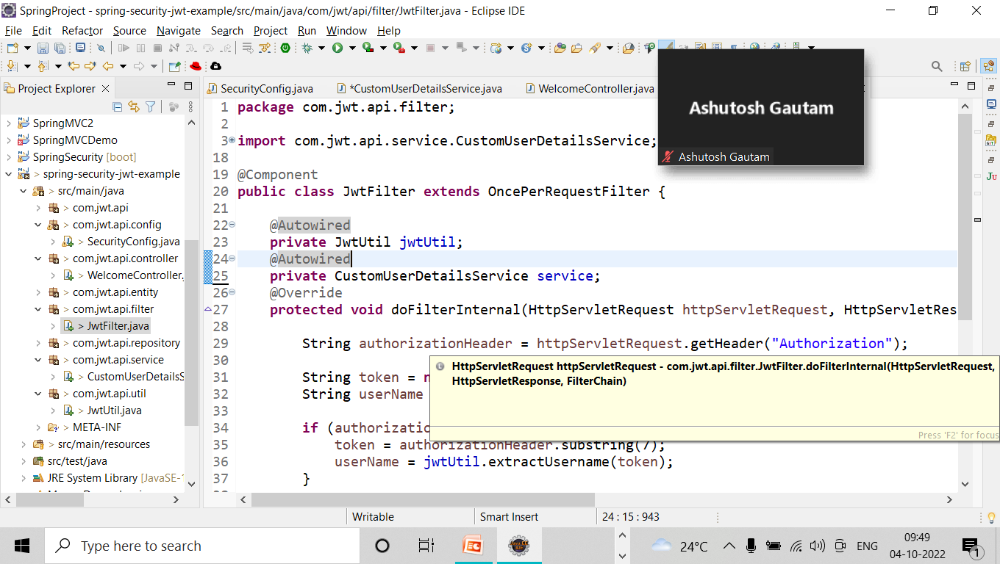 SpringProject - spring-security-jwt-example/src/main/java/com/jwt/api/filter/JwtFilter.java - Eclipse IDE
File Edit Refactor Source Navigate Search Project Run Window Help
Project Explorer
SpringMVC2
SpringMVCDemo
SpringSecurity [boot]
> spring-security-jwt-example
> src/main/java
> com.jwt.api
> com.jwt.api.config
> SecurityConfig.java
> com.jwt.api.controller
> WelcomeController.
> com.jwt.api.entity
> com.jwt.api.filter
> JwtFilter.java
> com.jwt.api.repository
> com.jwt.api.service
> CustomUserDetailsS
> com.jwt.api.util
> JwtUtil.java
> META-INF
> src/main/resources
src/test/java
JRE System Library [JavaSE-1
SecurityConfig.java *CustomUserDetailsService.java WelcomeController.java
Ashutosh Gautam
Ashutosh Gautam
1 package com.jwt.api.filter;
2
3 import com.jwt.api.service.CustomUserDetailsService;
18
19 @Component
20 public class JwtFilter extends OncePerRequestFilter {
21
22 @Autowired
23 private JwtUtil jwtUtil;
24 @Autowired
25 private CustomUserDetailsService service;
26 @Override
27 protected void doFilterInternal(HttpServletRequest httpServletRequest, HttpServletRes
28
29 String authorizationHeader = httpServletRequest.getHeader("Authorization");
30
31 String token = n
32 String userName
33
34 if (authorizatio
35 token = authorizationHeader.substring(7);
36 userName = jwtUtil.extractUsername(token);
37 }
HttpServletRequest httpServletRequest - com.jwt.api.filter.JwtFilter.doFilterInternal(HttpServletRequest,
HttpServletResponse, FilterChain)
Press 'F2' for focus
Writable Smart Insert 24 : 15 : 943
Type here to search
24°C
ENG
09:49
04-10-2022
1